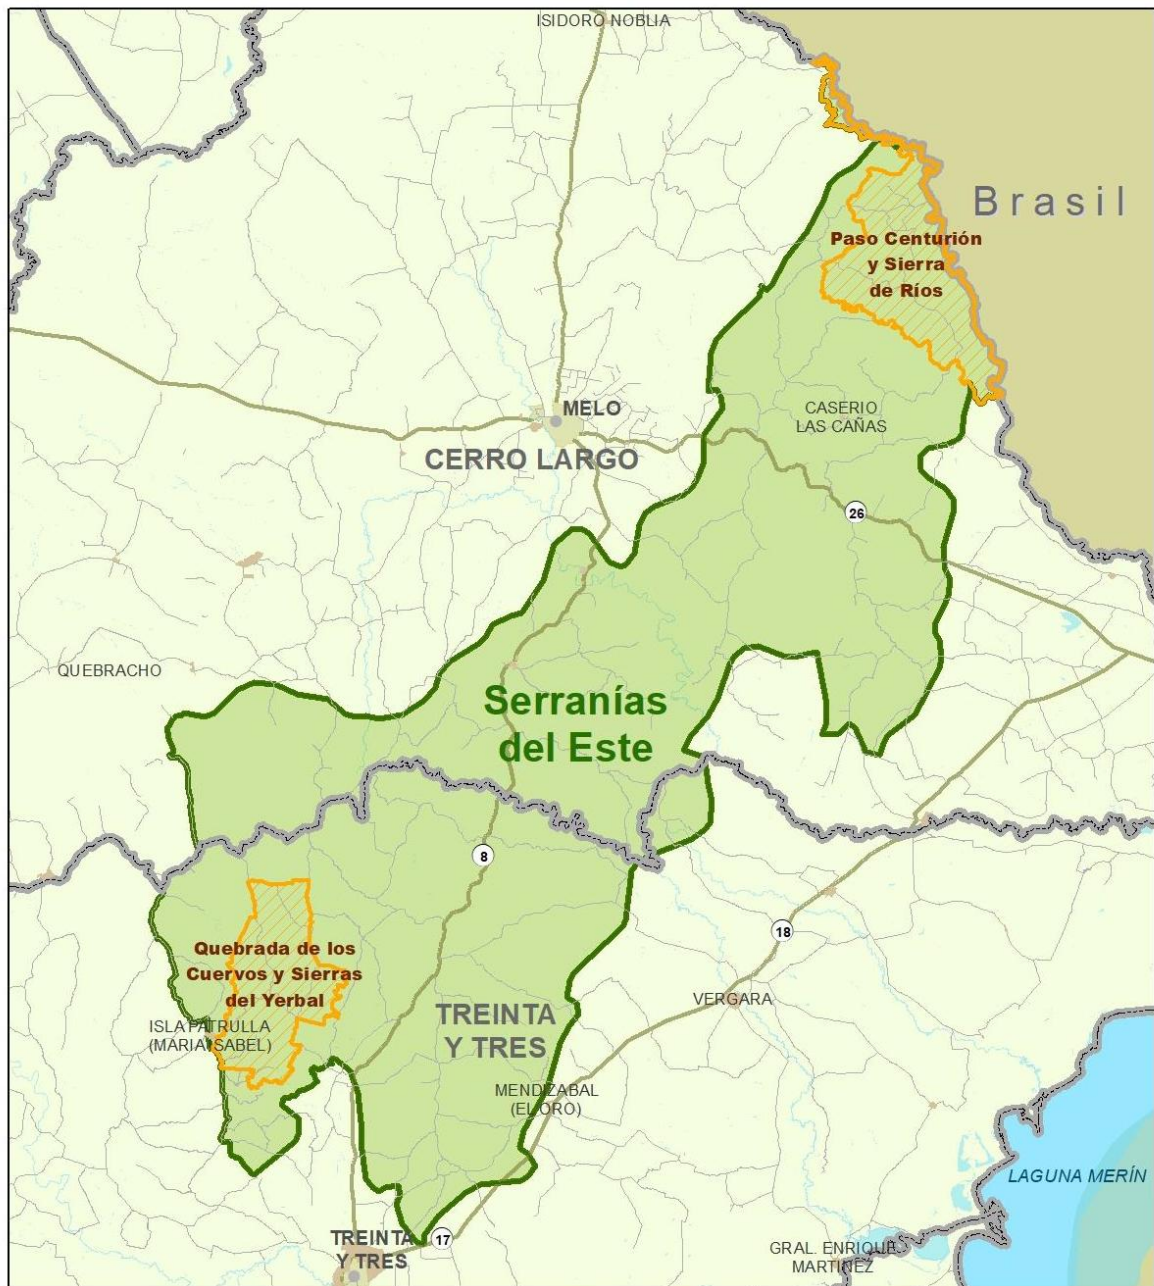 ISIDORO NOBLIA
Brasil
Paso Centurión
y Sierra
de Ríos
MELO
CASERIO
LAS CAÑAS
CERRO LARGO
26
QUEBRACHO
Serranías
del Este
8
18
Quebrada de los
Cuervos y Sierras
del Yerbal
VERGARA
TREINTA
Y TRES
ISLA PATRULLA
(MARIA ISABEL)
MENDIZABAL
(EL ORO)
LAGUNA MERÍN
TREINTA
Y TRES
17
GRAL. ENRIQUE
MARTINEZ